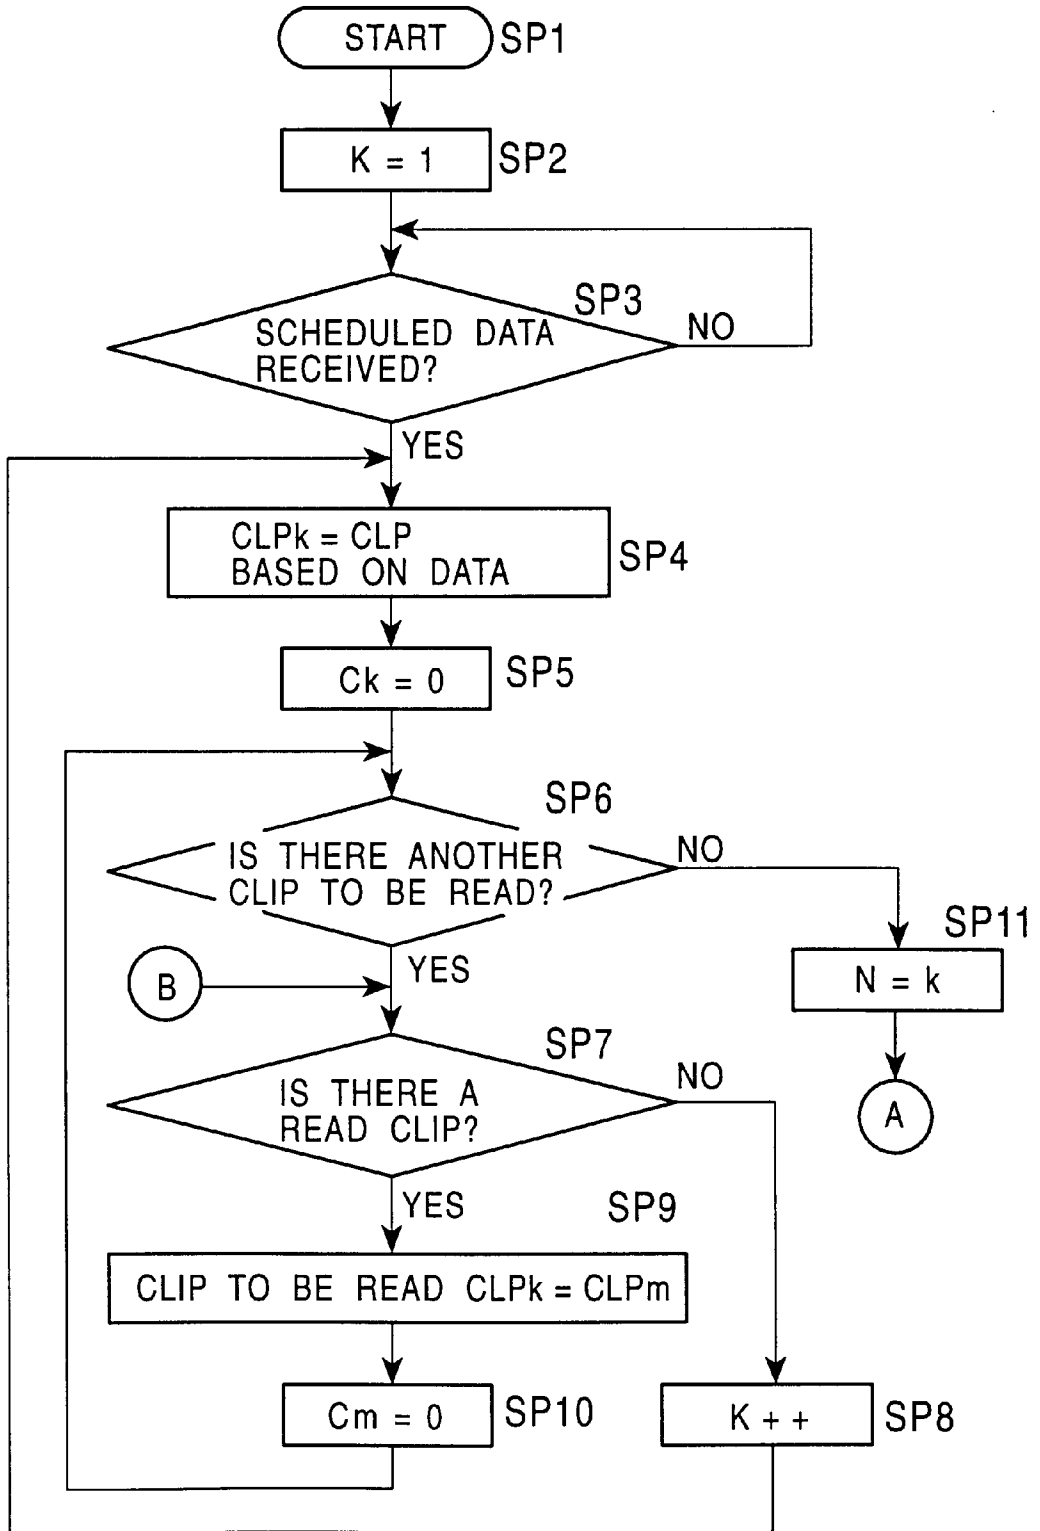 START SP1
K = 1 SP2
SP3
SCHEDULED DATA
RECEIVED?
NO
YES
CLPk = CLP
BASED ON DATA
SP4
Ck = 0 SP5
SP6
IS THERE ANOTHER
CLIP TO BE READ?
NO
YES
SP11
N = k
A
B
SP7
IS THERE A
READ CLIP?
NO
YES
SP9
CLIP TO BE READ CLPk = CLPm
Cm = 0 SP10
K + + SP8